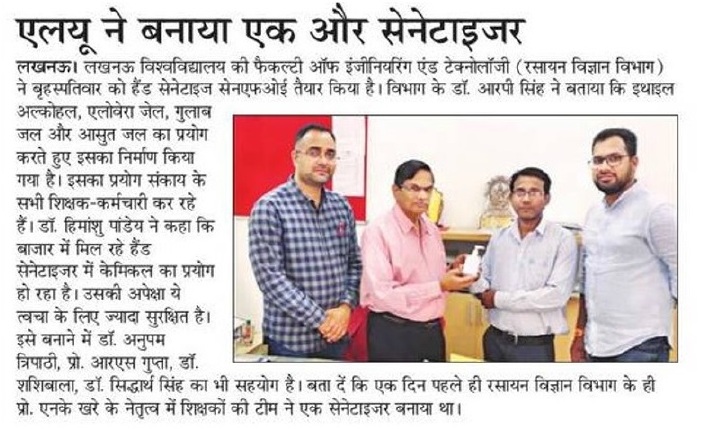 एलयू ने बनाया एक और सेनेटाइजर
लखनऊ। लखनऊ विश्वविद्यालय की फैकल्टी ऑफ इंजीनियरिंग एंड टेक्नोलॉजी (रसायन विज्ञान विभाग)
ने बृहस्पतिवार को हैंड सेनेटाइज सेनएफओई तैयार किया है। विभाग के डॉ. आरपी सिंह ने बताया कि इथाइल
अल्कोहल, एलोवेरा जेल, गुलाब
जल और आसुत जल का प्रयोग
करते हुए इसका निर्माण किया
गया है। इसका प्रयोग संकाय के
सभी शिक्षक-कर्मचारी कर रहे
हैं। डॉ. हिमांशु पांडेय ने कहा कि
बाजार में मिल रहे हैंड
सेनेटाइजर में केमिकल का प्रयोग
हो रहा है। उसकी अपेक्षा ये
त्वचा के लिए ज्यादा सुरक्षित है।
इसे बनाने में डॉ. अनुपम
त्रिपाठी, प्रो. आरएस गुप्ता, डॉ.
शशिबाला, डॉ. सिद्धार्थ सिंह का भी सहयोग है। बता दें कि एक दिन पहले ही रसायन विज्ञान विभाग के ही
प्रो. एनके खरे के नेतृत्व में शिक्षकों की टीम ने एक सेनेटाइजर बनाया था।